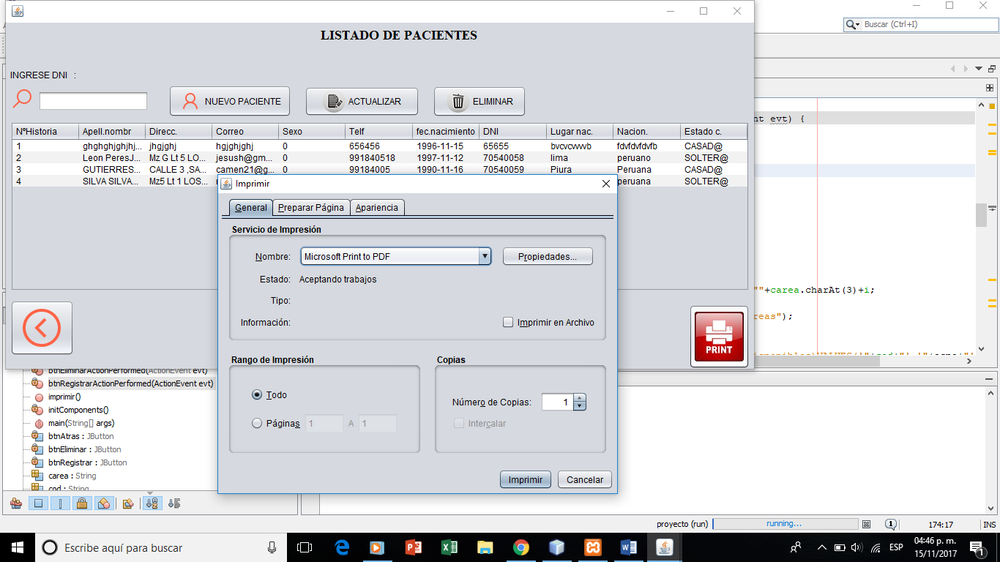 Buscar (Ctrl+I)
LISTADO DE PACIENTES
INGRESE DNI :
NUEVO PACIENTE
ACTUALIZAR
ELIMINAR
NºHistoria Apell.nombr Direcc. Correo Sexo Telf fec.nacimiento DNI Lugar nac. Nacion. Estado c.
1 ghghghjghjhj... jhgjghj hgjghjghj 0 656456 1996-11-15 65655 bvcvcvvvb fdvfdvfdvfb CASAD@
2 Leon PeresJ... Mz G Lt 5 LO... jesush@gm... 0 991840518 1997-11-12 70540058 lima peruano SOLTER@
3 GUTIERRES... CALLE 3 ,SA... camen21@g... 0 99184005 1990-11-16 70540059 Piura Peruana CASAD@
4 SILVA SILVA... Mz5 Lt 1 LOS... peruana SOLTER@
Imprimir
General
Preparar Página
Apariencia
Servicio de Impresión
Nombre: Microsoft Print to PDF
Propiedades...
Estado: Aceptando trabajos
Tipo:
Información:
Imprimir en Archivo
Rango de Impresión
Todo
Páginas 1 A 1
Copias
Número de Copias: 1
Intercalar
Imprimir
Cancelar
PRINT
nt evt) {
""+carea.charAt(3)+i;
reas");
btnEliminarActionPerformed(ActionEvent evt)
btnRegistrarActionPerformed(ActionEvent evt)
imprimir()
initComponents()
main(String[] args)
btnAtras : JButton
btnEliminar : JButton
btnRegistrar : JButton
carea : String
cod : String
proyecto (run)
running...
1
174:17
INS
Escribe aquí para buscar
ESP
04:46 p. m.
15/11/2017
1